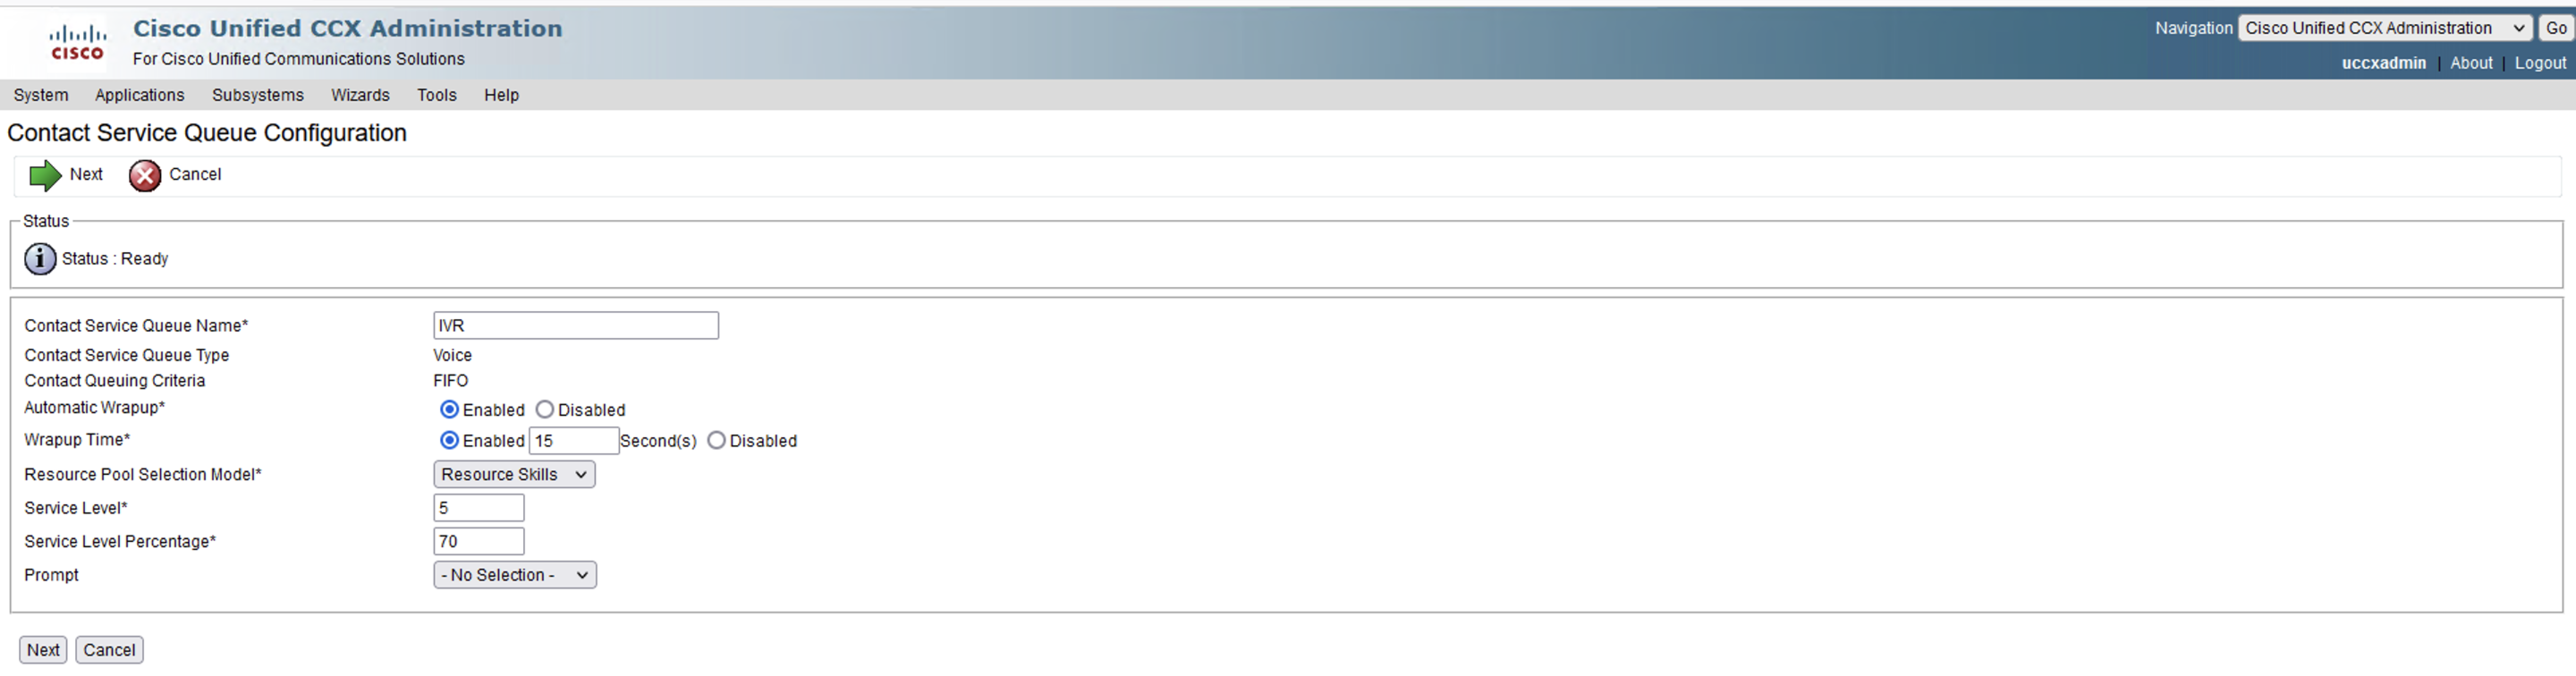 Cisco Unified CCX Administration
Navigation Cisco Unified CCX Administration Go
CISCO
For Cisco Unified Communications Solutions
uccxadmin | About | Logout
System Applications Subsystems Wizards Tools Help
Contact Service Queue Configuration
Next Cancel
Status
i Status : Ready
Contact Service Queue Name* IVR
Contact Service Queue Type Voice
Contact Queuing Criteria FIFO
Automatic Wrapup* Enabled Disabled
Wrapup Time* Enabled 15 Second(s) Disabled
Resource Pool Selection Model* Resource Skills
Service Level* 5
Service Level Percentage* 70
Prompt - No Selection -
Next Cancel